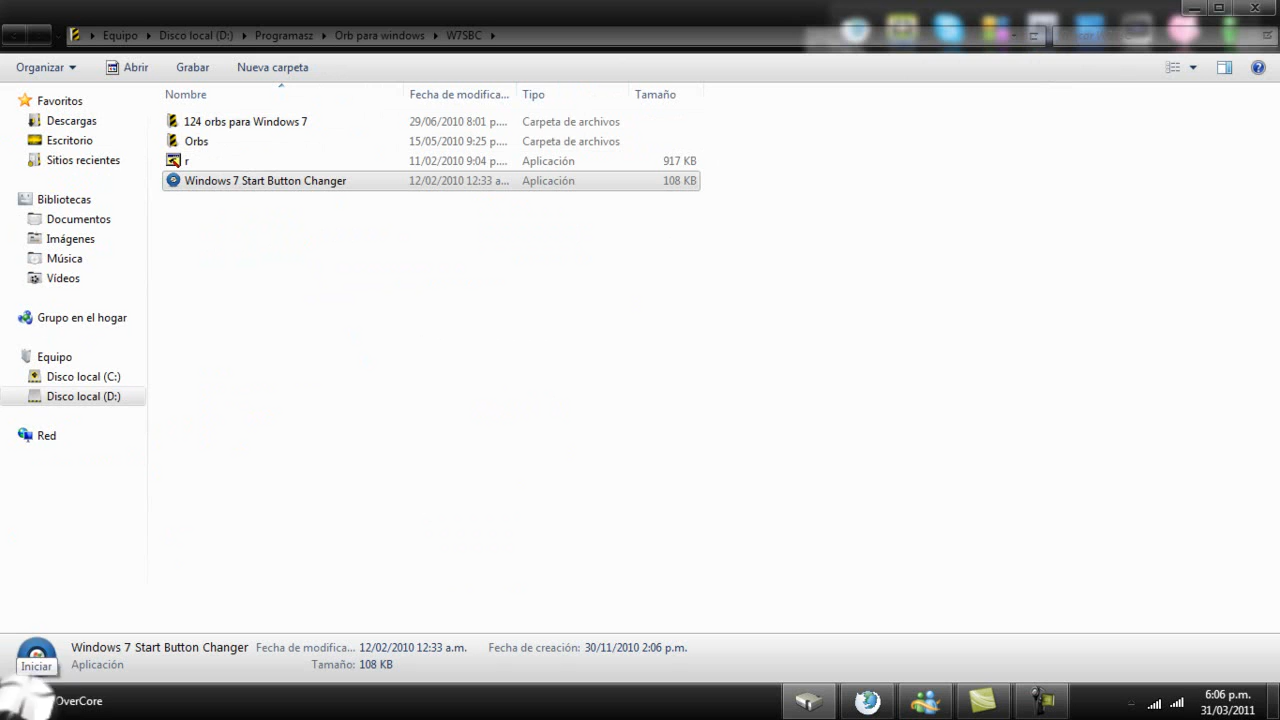 Equipo Disco local (D:) Programasz Orb para windows W7SBC
Organizar Abrir Grabar Nueva carpeta
Nombre Fecha de modifica... Tipo Tamaño
124 orbs para Windows 7 29/06/2010 8:01 p.... Carpeta de archivos
Orbs 15/05/2010 9:25 p.... Carpeta de archivos
r 11/02/2010 9:04 p.... Aplicación 917 KB
Windows 7 Start Button Changer 12/02/2010 12:33 a... Aplicación 108 KB
Favoritos
Descargas
Escritorio
Sitios recientes
Bibliotecas
Documentos
Imágenes
Música
Vídeos
Grupo en el hogar
Equipo
Disco local (C:)
Disco local (D:)
Red
Windows 7 Start Button Changer Fecha de modifica... 12/02/2010 12:33 a.m. Fecha de creación: 30/11/2010 2:06 p.m.
Aplicación Tamaño: 108 KB
Iniciar
OverCore
6:06 p.m.
31/03/2011